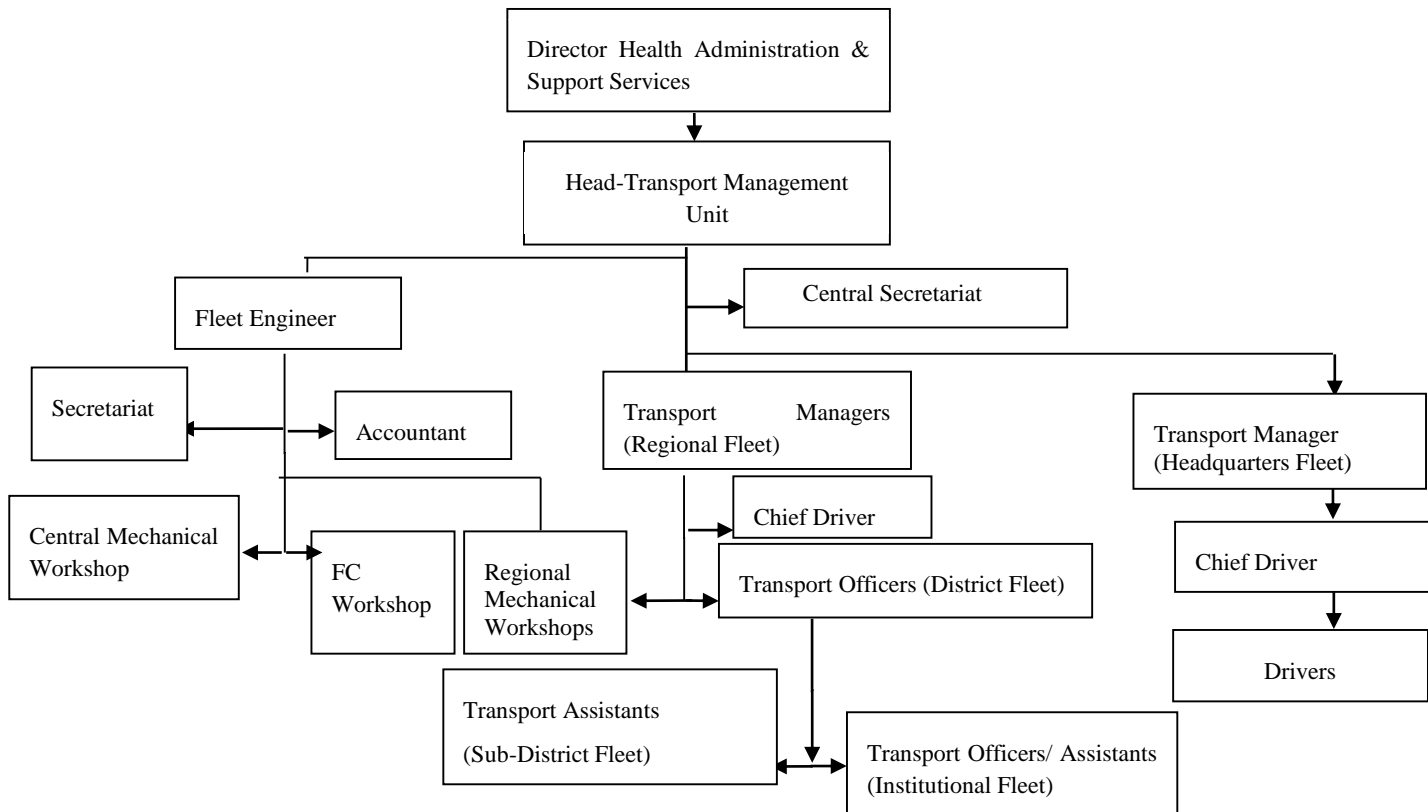 Director Health Administration &
Support Services
Head-Transport Management
Unit
Fleet Engineer
Central Secretariat
Secretariat
Accountant
Transport Managers
(Regional Fleet)
Transport Manager
(Headquarters Fleet)
Central Mechanical
Workshop
FC
Workshop
Regional
Mechanical
Workshops
Chief Driver
Transport Officers (District Fleet)
Chief Driver
Drivers
Transport Assistants
(Sub-District Fleet)
Transport Officers/ Assistants
(Institutional Fleet)